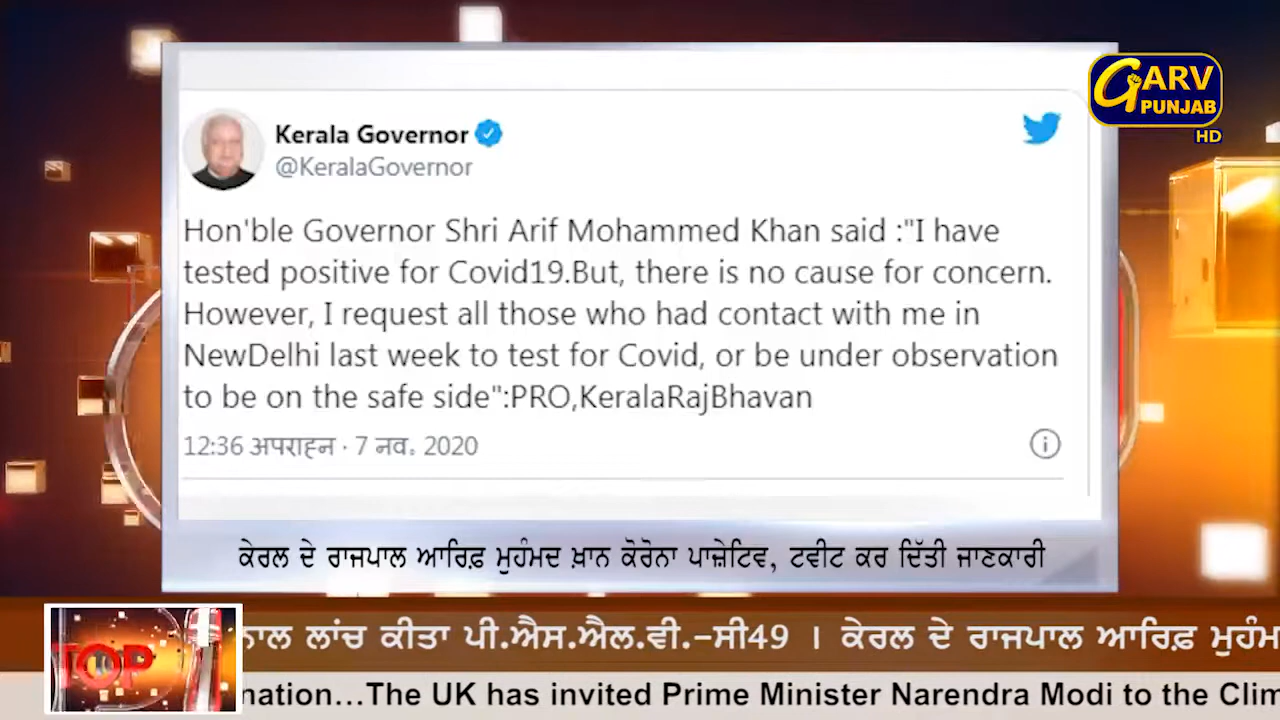 GARV
PUNJAB
HD
Kerala Governor
@KeralaGovernor
Hon'ble Governor Shri Arif Mohammed Khan said :"I have
tested positive for Covid19.But, there is no cause for concern.
However, I request all those who had contact with me in
NewDelhi last week to test for Covid, or be under observation
to be on the safe side":PRO,KeralaRajBhavan
12:36 अपराह्न · 7 नव॰ 2020
ਕੇਰਲ ਦੇ ਰਾਜਪਾਲ ਆਰਿਫ਼ ਮੁਹੰਮਦ ਖ਼ਾਨ ਕੋਰੋਨਾ ਪਾਜ਼ੇਟਿਵ, ਟਵੀਟ ਕਰ ਦਿੱਤੀ ਜਾਣਕਾਰੀ
ਨਾਲ ਲਾਂਚ ਕੀਤਾ ਪੀ.ਐਸ.ਐਲ.ਵੀ.-ਸੀ49 । ਕੇਰਲ ਦੇ ਰਾਜਪਾਲ ਆਰਿਫ਼ ਮੁਹੰਮ
TOP
nation...The UK has invited Prime Minister Narendra Modi to the Clim